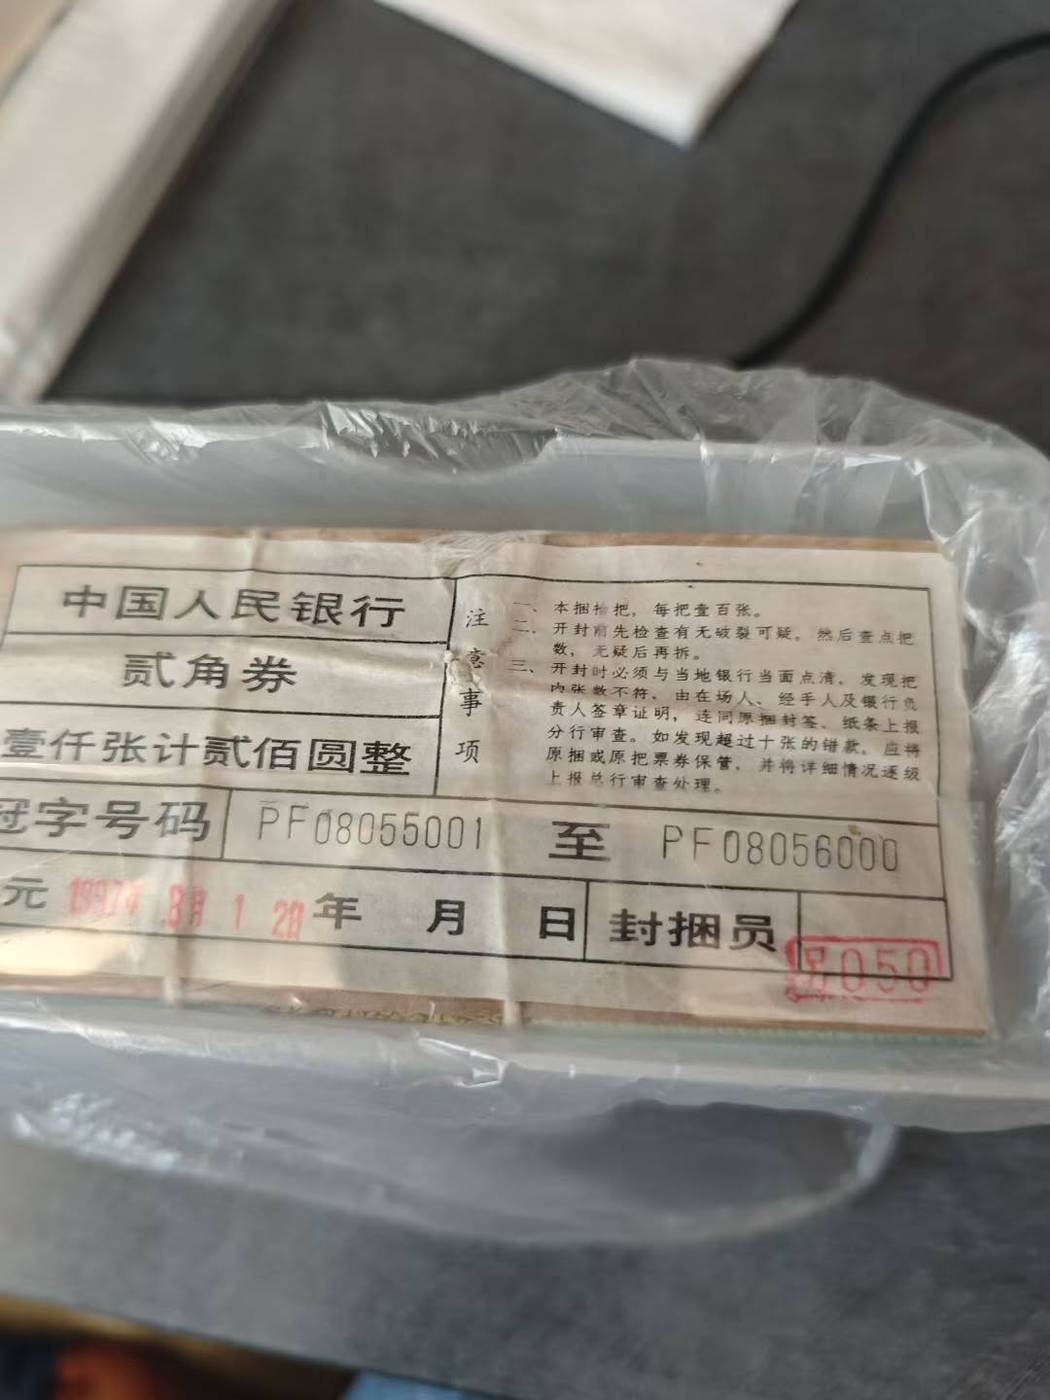 中国人民银行
贰角券
壹仟张计贰佰圆整
冠字号码 PF08055001 至 PF08056000
元 年 月 日 封捆员
050
注意事项
一、本捆拾把，每把壹百张。
二、开封前先检查有无破裂可疑，然后查点把
数，无疑后再拆。
三、开封时必须与当地银行当面点清，发现把
内张数不符，由在场人、经手人及银行负
责人签章证明，连同原捆封签、纸条上报
分行审查。如发现超过十张的错款，应将
原捆或原把票券保管，并将详细情况逐级
上报总行审查处理。